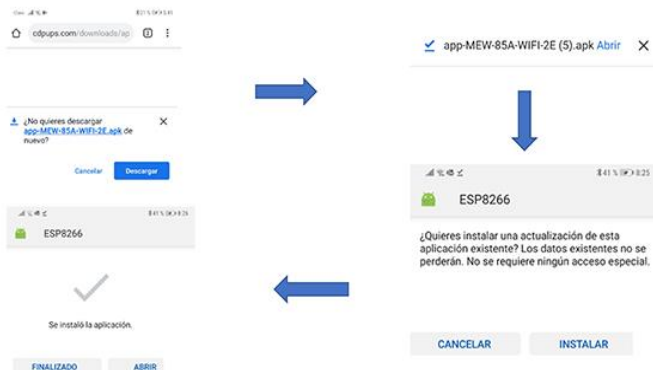 cdpups.com/downloads/ap
¿No quieres descargar
app-MEW-85A-WIFI-2E.apk de
nuevo?
Cancelar Descargar
app-MEW-85A-WIFI-2E (5).apk Abrir
41 % 8:25
ESP8266
¿Quieres instalar una actualización de esta
aplicación existente? Los datos existentes no se
perderán. No se requiere ningún acceso especial.
CANCELAR INSTALAR
41 % 8:26
ESP8266
Se instaló la aplicación.
FINALIZADO ABRIR